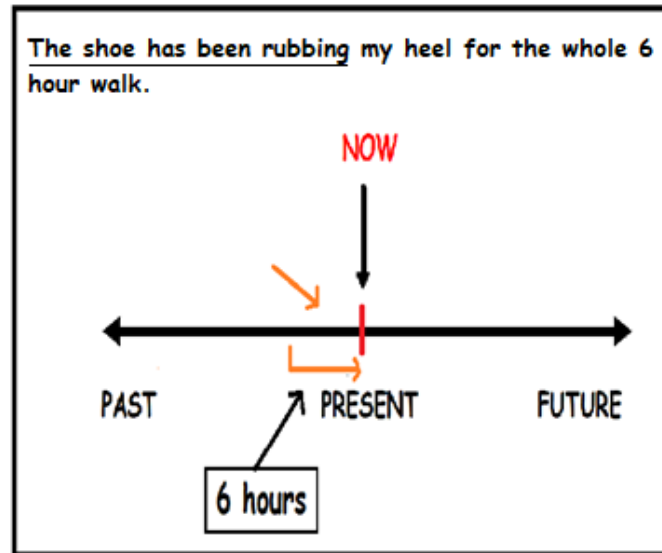 The shoe has been rubbing my heel for the whole 6
hour walk.
NOW
PAST PRESENT FUTURE
6 hours